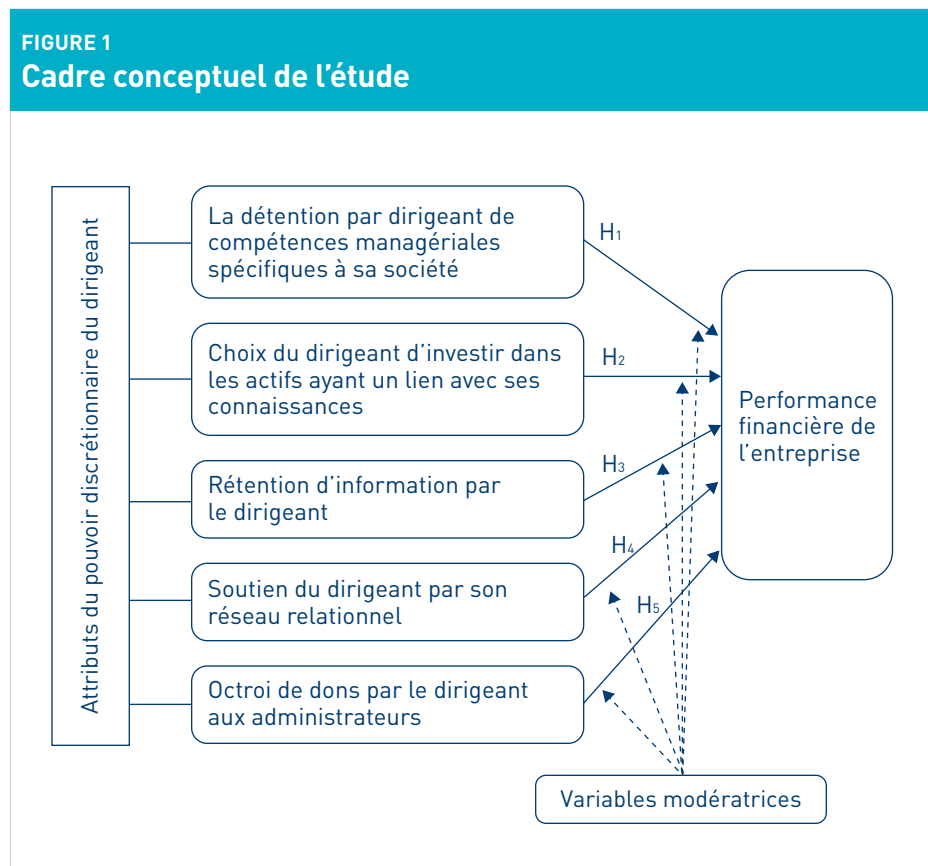 FIGURE 1
Cadre conceptuel de l'étude
Attributs du pouvoir discrétionnaire du dirigeant
La détention par dirigeant de
compétences managériales
spécifiques à sa société
H1
Choix du dirigeant d'investir dans
les actifs ayant un lien avec ses
connaissances
H2
Rétention d'information par
le dirigeant
H3
Soutien du dirigeant par son
réseau relationnel
H4
Octroi de dons par le dirigeant
aux administrateurs
H5
Performance
financière de
l'entreprise
Variables modératrices